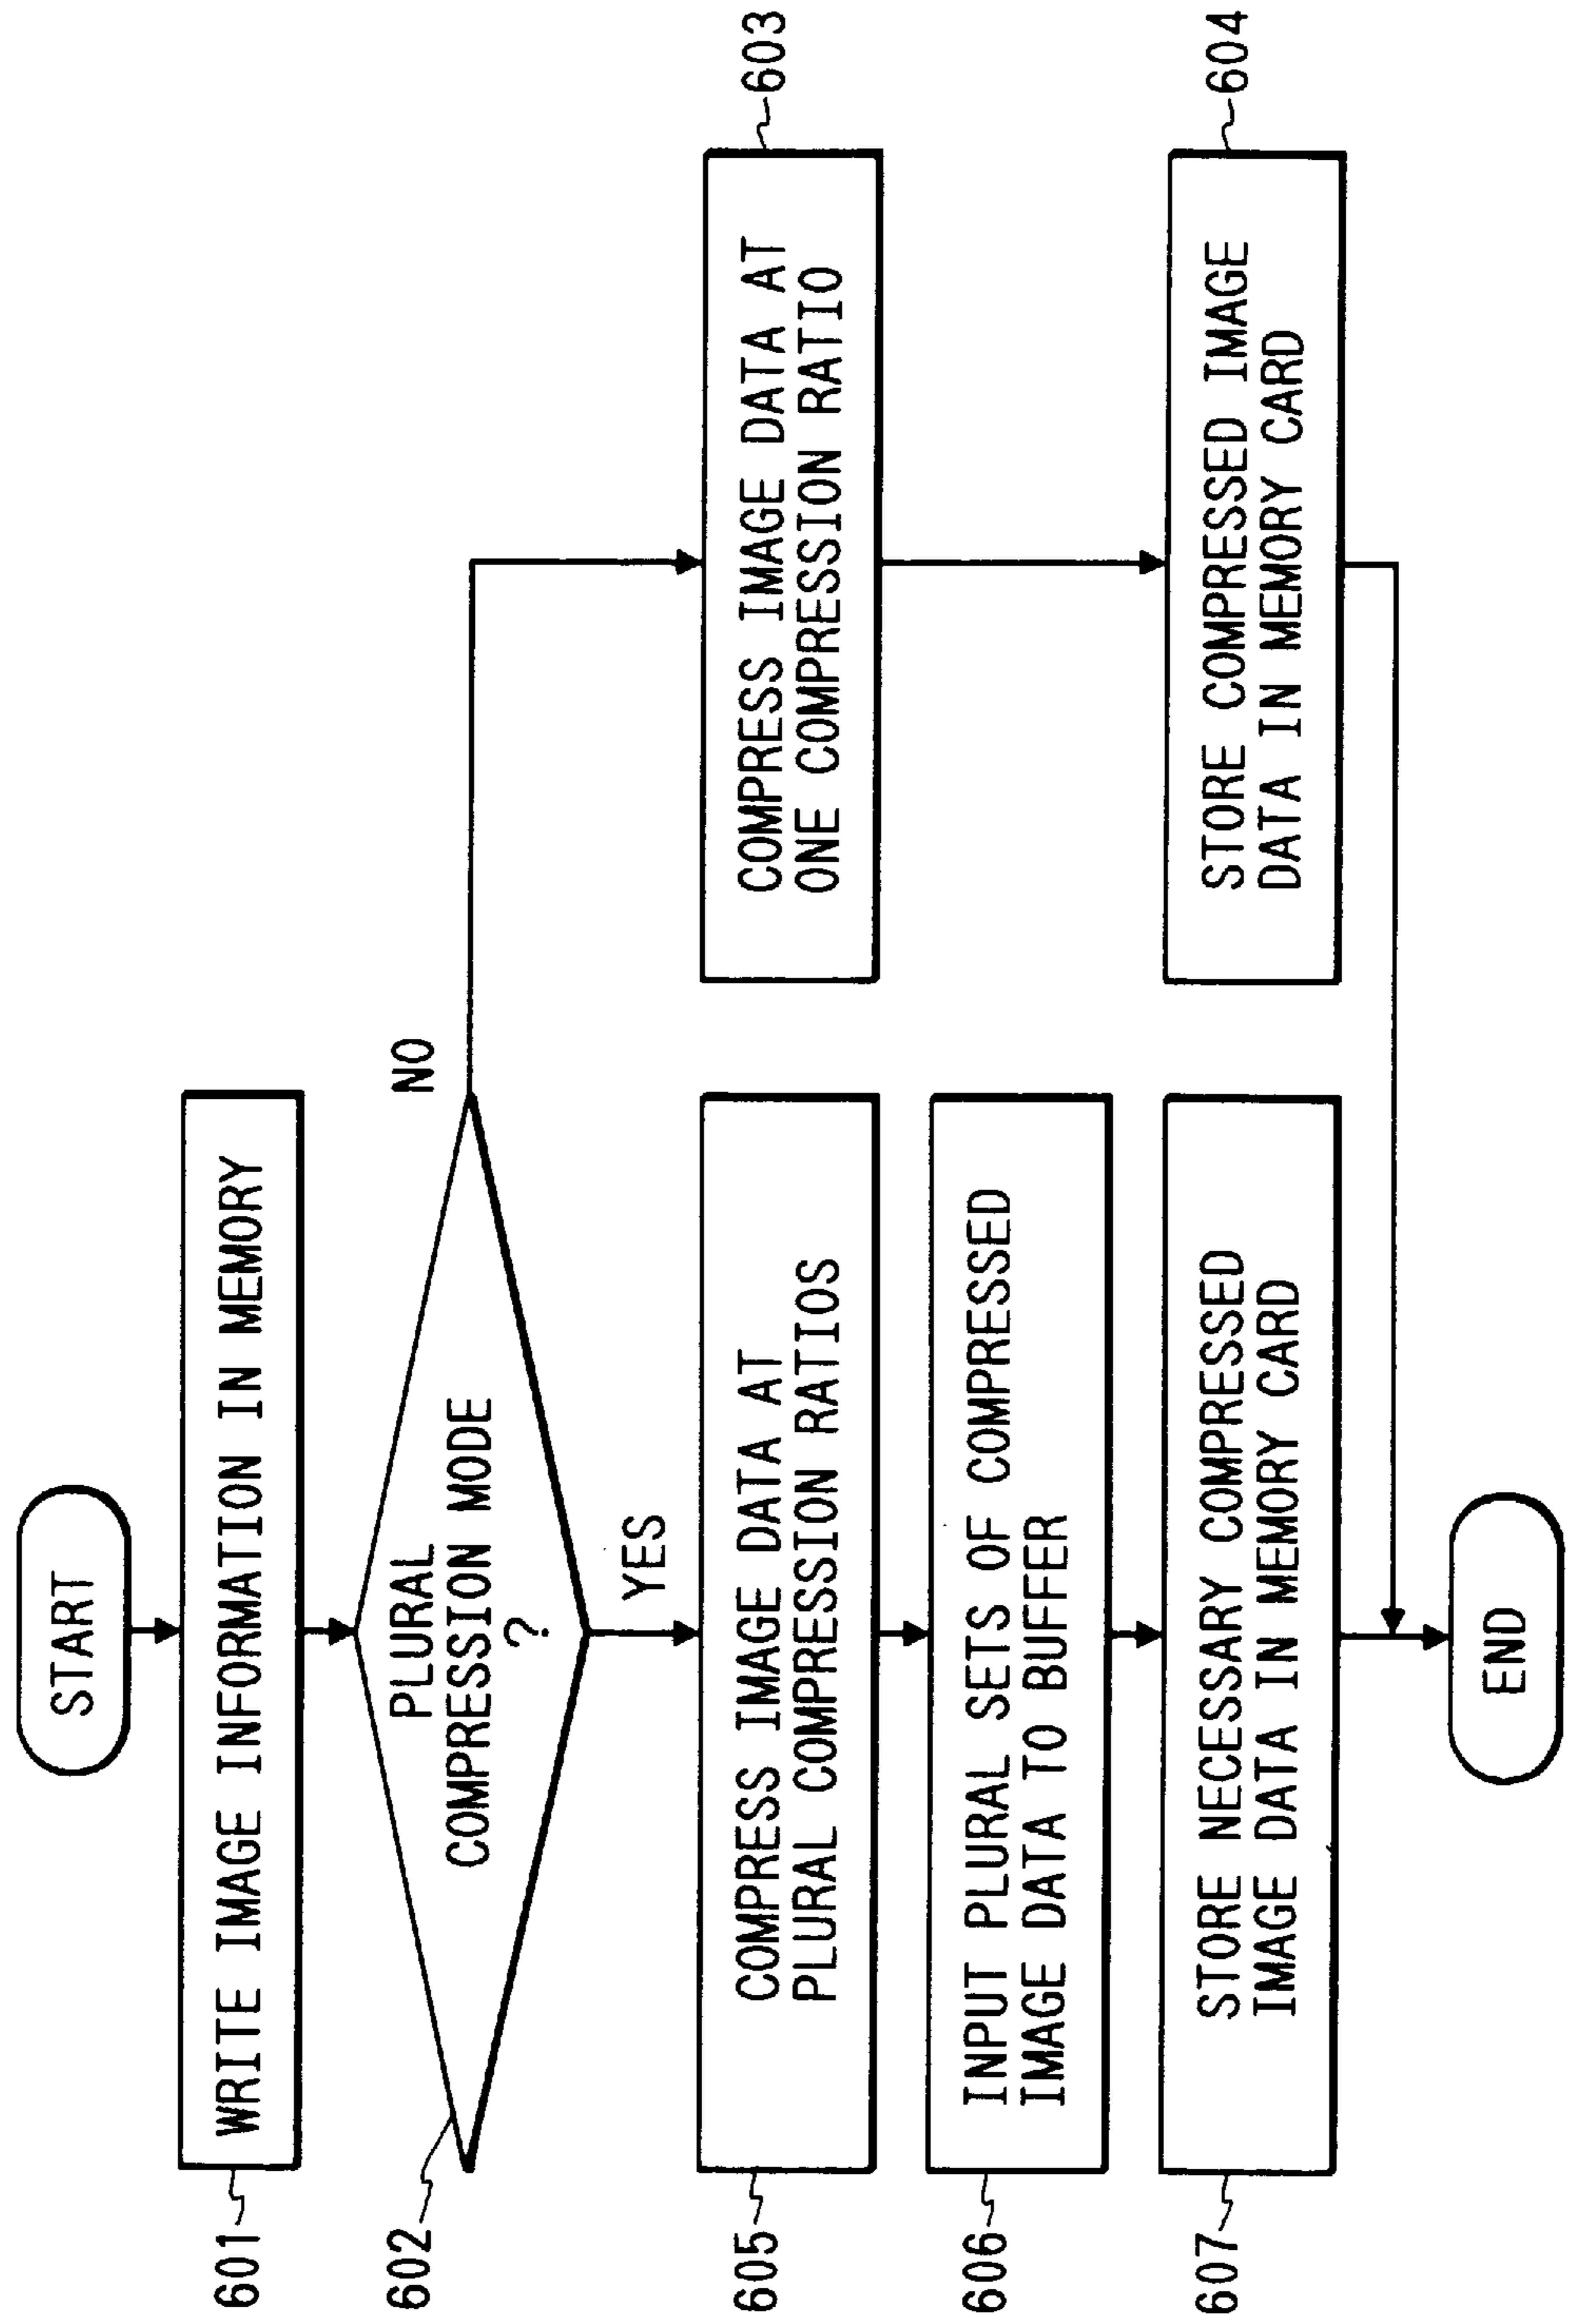 START
601
WRITE IMAGE INFORMATION IN MEMORY
602
PLURAL
COMPRESSION MODE
?
NO
YES
603
COMPRESS IMAGE DATA AT
ONE COMPRESSION RATIO
604
STORE COMPRESSED IMAGE
DATA IN MEMORY CARD
605
COMPRESS IMAGE DATA AT
PLURAL COMPRESSION RATIOS
606
INPUT PLURAL SETS OF COMPRESSED
IMAGE DATA TO BUFFER
607
STORE NECESSARY COMPRESSED
IMAGE DATA IN MEMORY CARD
END